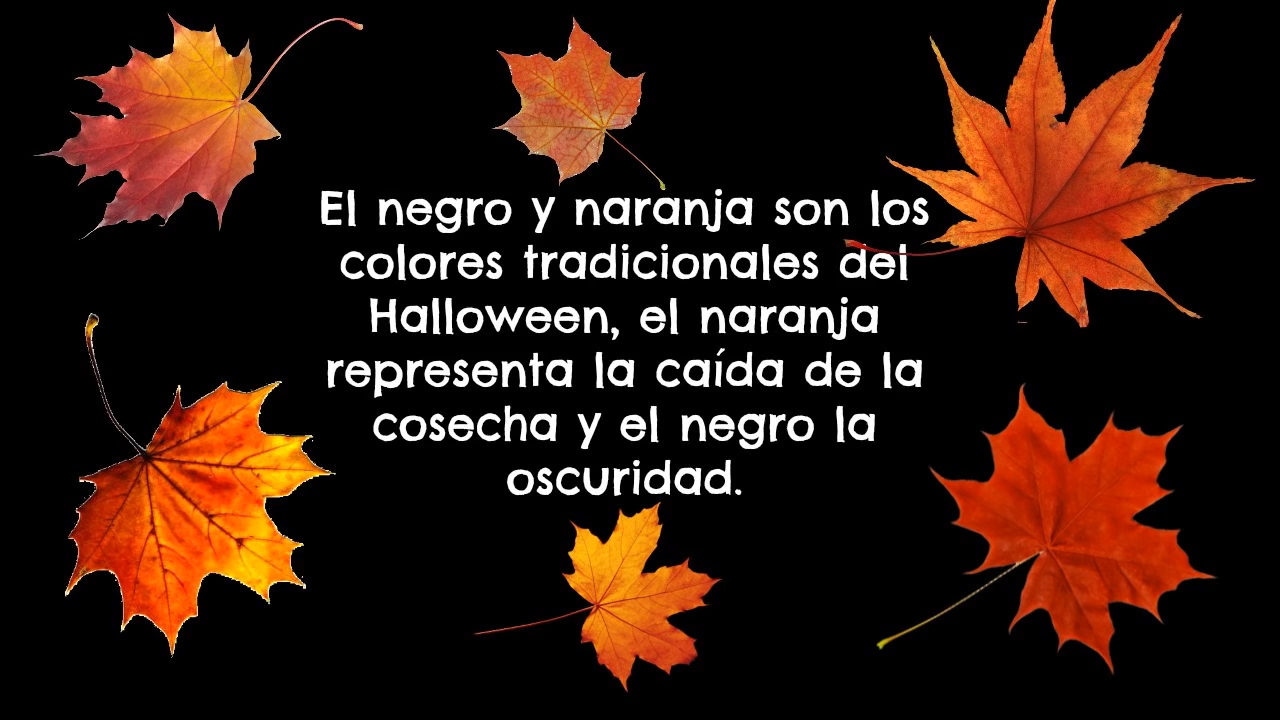 El negro y naranja son los
colores tradicionales del
Halloween, el naranja
representa la caída de la
cosecha y el negro la
oscuridad.